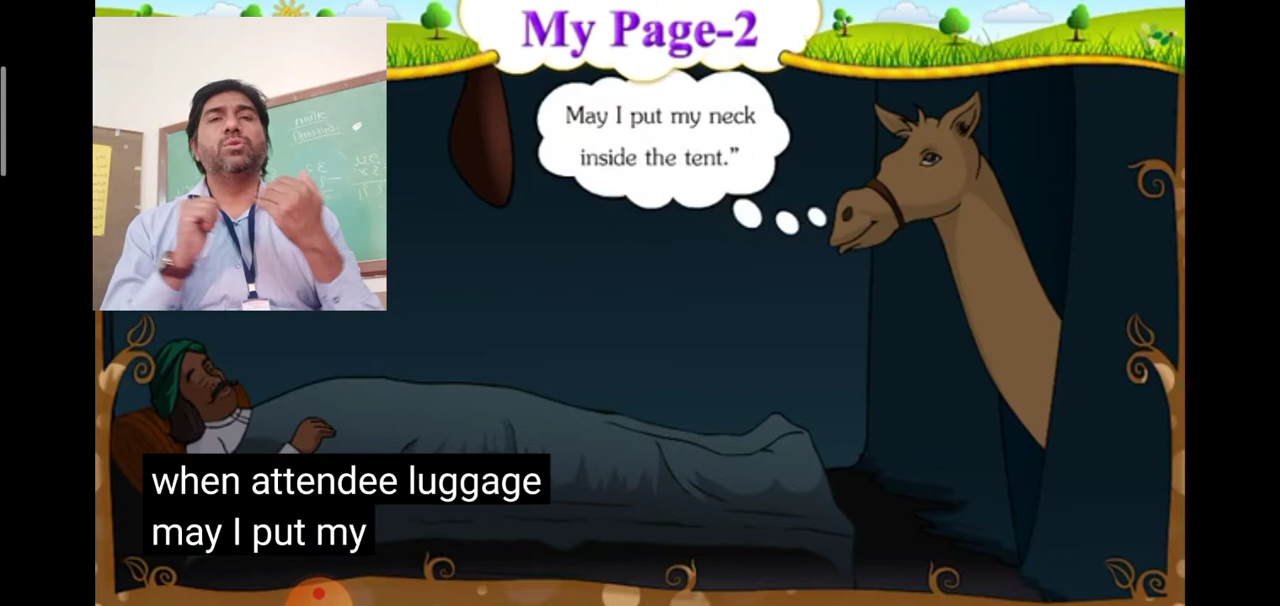 My Page-2
May I put my neck
inside the tent.”
when attendee luggage
may I put my